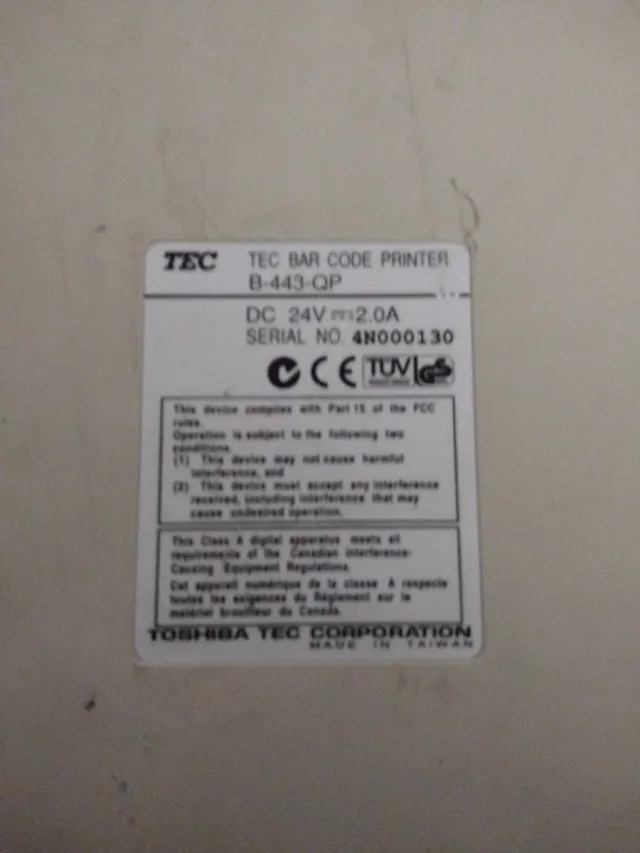 TEC TEC BAR CODE PRINTER
B-443-QP
DC 24V 2.0A
SERIAL NO. 4N000130
CE TÜV GS
This device complies with Part 15 of the FCC
rules.
Operation is subject to the following two
conditions.
(1) This device may not cause harmful
interference, and
(2) This device must accept any interference
received, including interference that may
cause undesired operation.
This Class A digital apparatus meets all
requirements of the Canadian Interference-
Causing Equipment Regulations.
Cet appareil numérique de la classe A respecte
toutes les exigences du Règlement sur le
matériel brouilleur du Canada.
TOSHIBA TEC CORPORATION
MADE IN TAIWAN